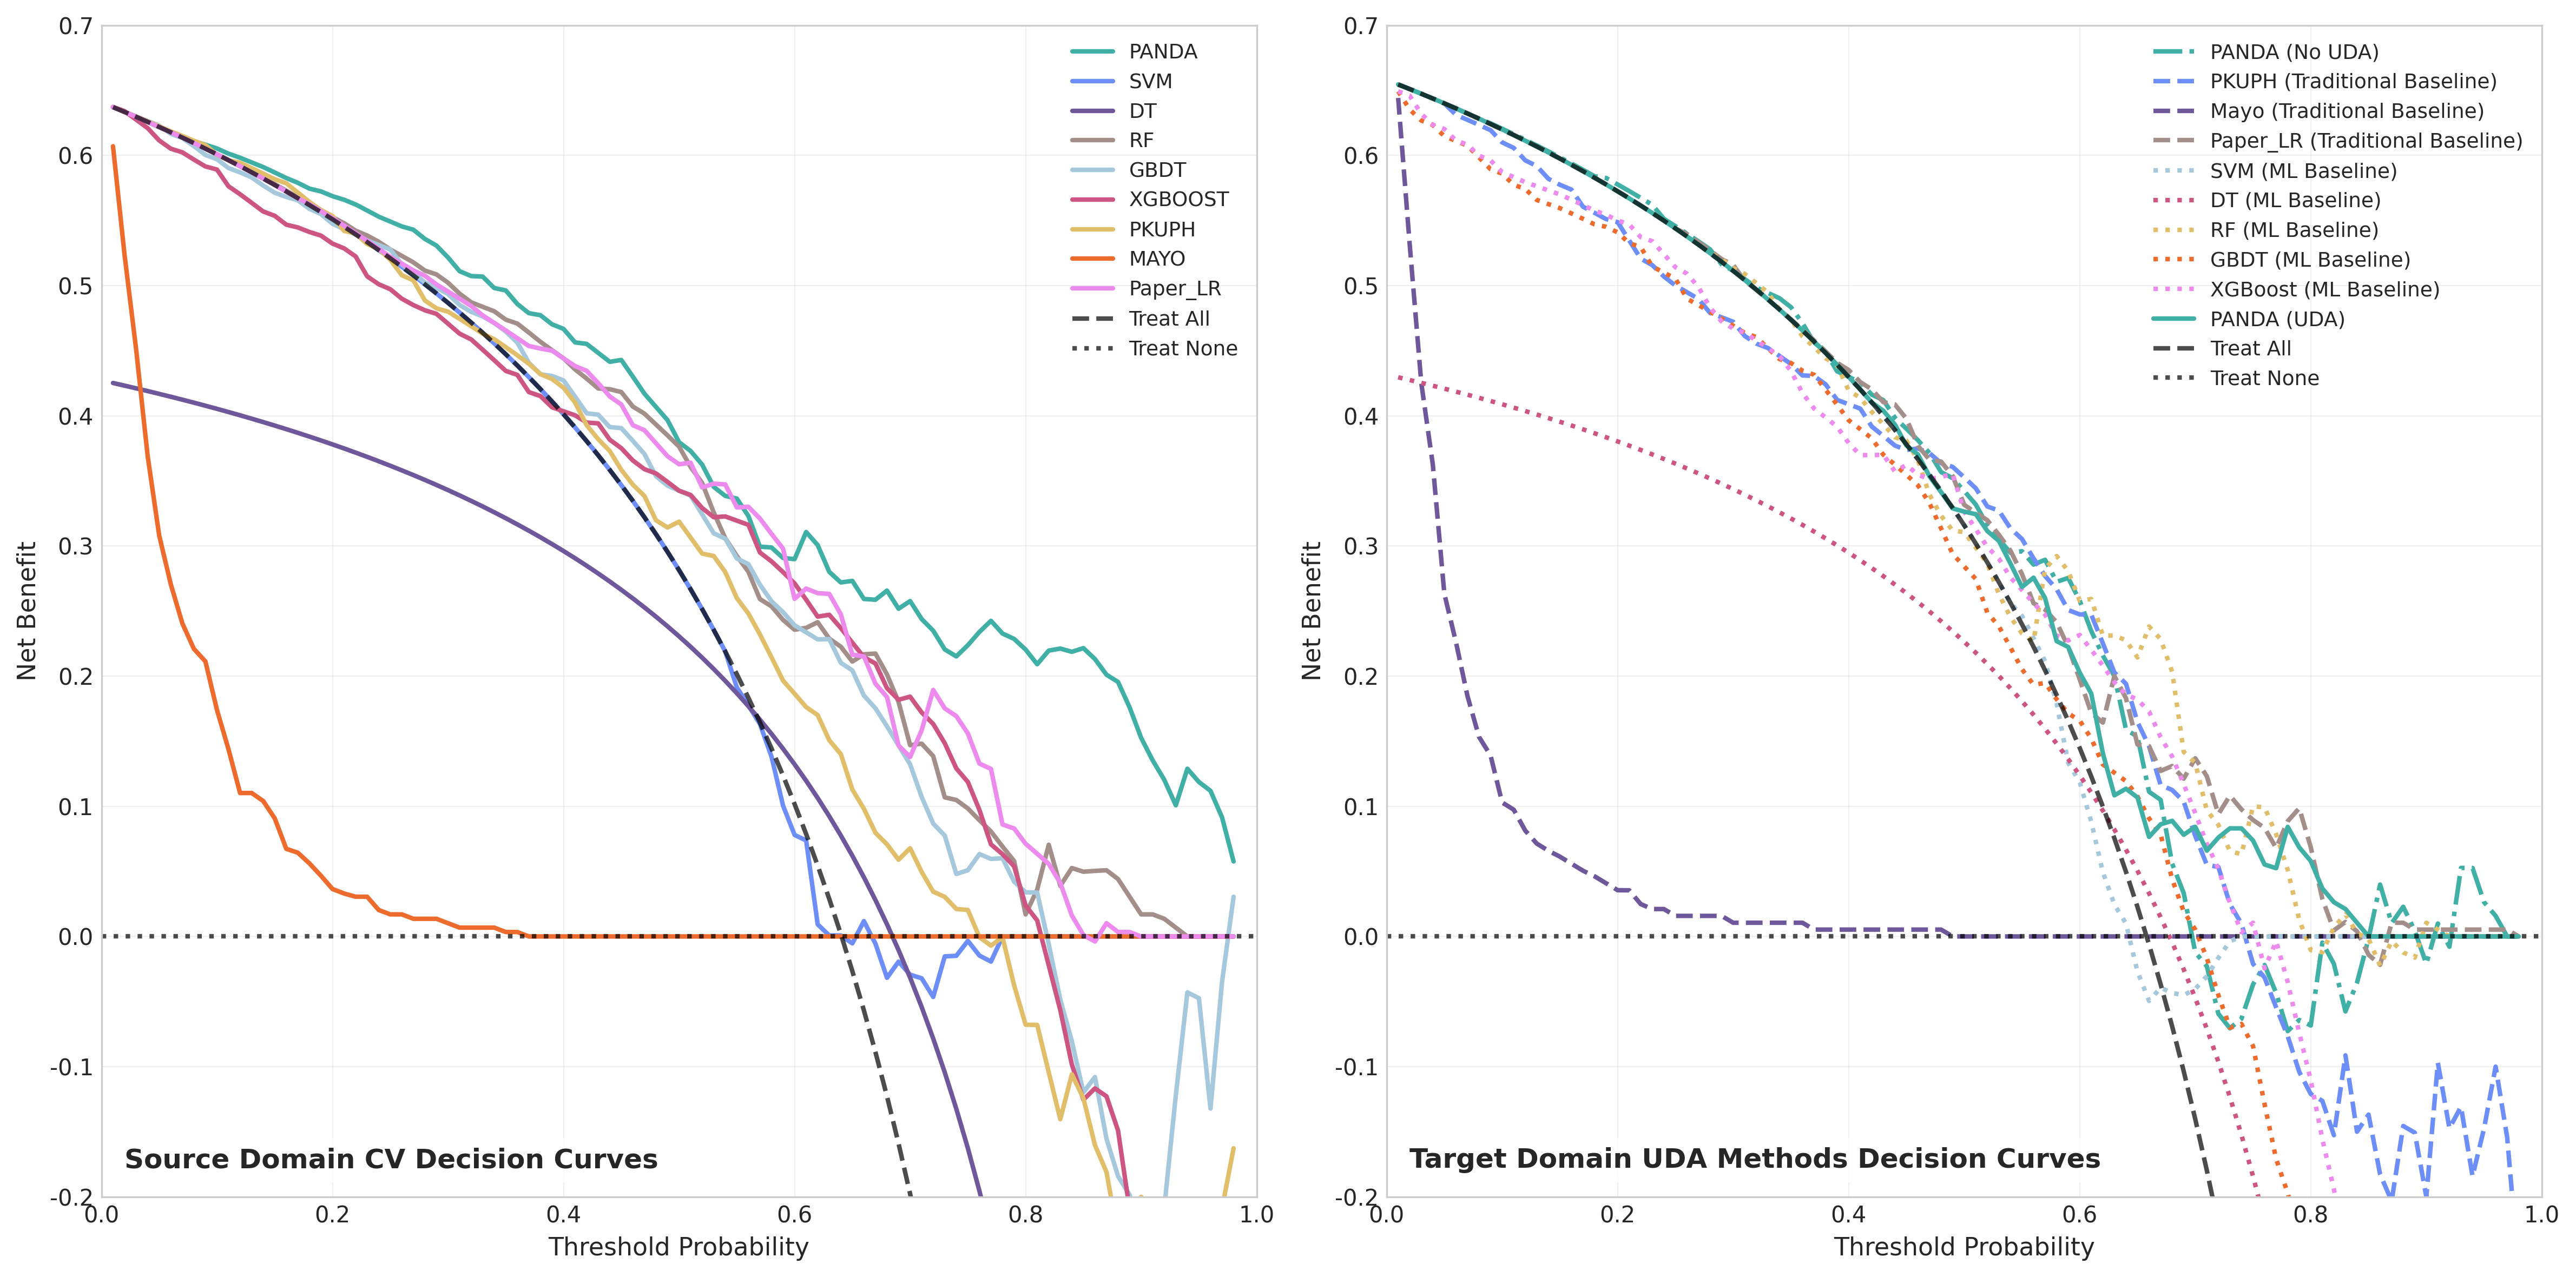 0.7
0.6
0.5
0.4
0.3
0.2
0.1
0.0
-0.1
-0.2
Net Benefit
PANDA
SVM
DT
RF
GBDT
XGBOOST
PKUPH
MAYO
Paper_LR
Treat All
Treat None
Source Domain CV Decision Curves
0.0 0.2 0.4 0.6 0.8 1.0
Threshold Probability
0.7
0.6
0.5
0.4
0.3
0.2
0.1
0.0
-0.1
-0.2
Net Benefit
PANDA (No UDA)
PKUPH (Traditional Baseline)
Mayo (Traditional Baseline)
Paper_LR (Traditional Baseline)
SVM (ML Baseline)
DT (ML Baseline)
RF (ML Baseline)
GBDT (ML Baseline)
XGBoost (ML Baseline)
PANDA (UDA)
Treat All
Treat None
Target Domain UDA Methods Decision Curves
0.0 0.2 0.4 0.6 0.8 1.0
Threshold Probability